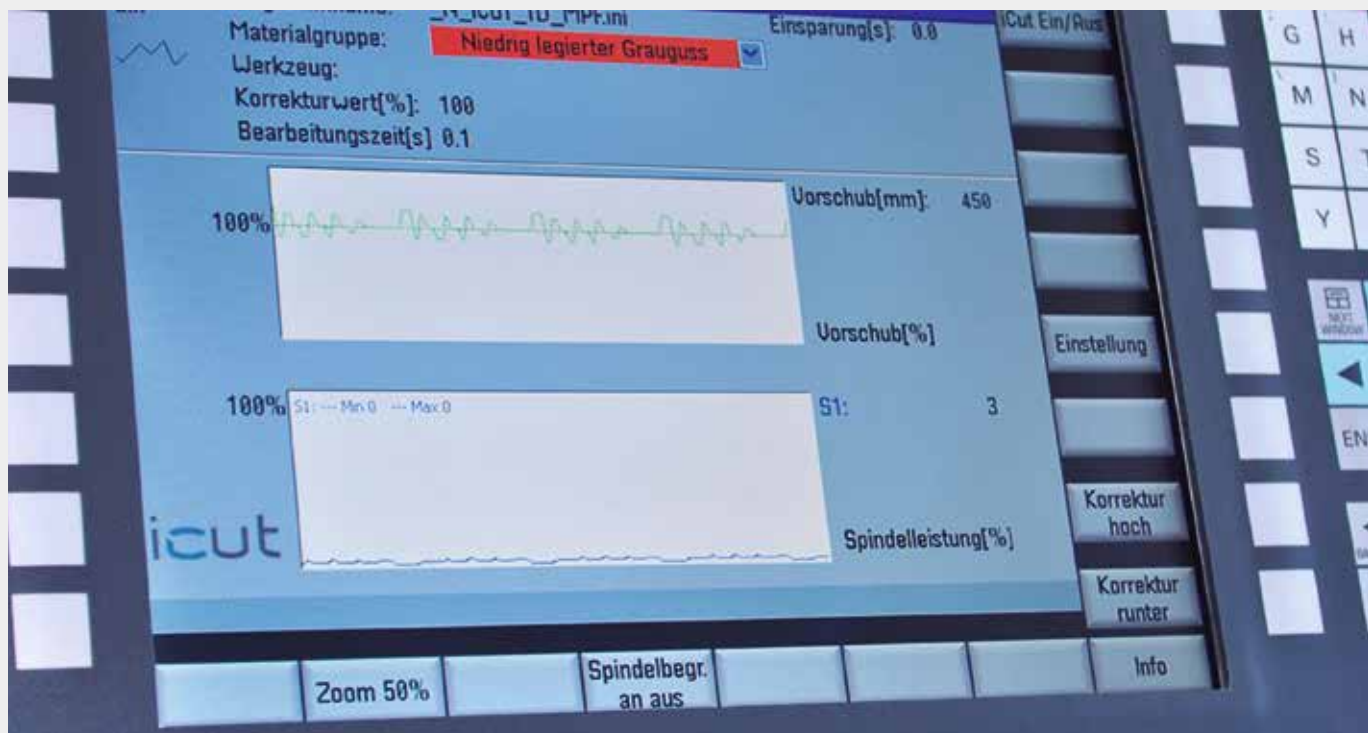 _N_iCUT_TD_MPF.ini
Einsparung[s]: 0.0
iCut Ein/Aus
Materialgruppe: Niedrig legierter Grauguss
Werkzeug:
Korrekturwert[%]: 100
Bearbeitungszeit[s] 0.1
100%
Vorschub[mm]: 450
Vorschub[%]
Einstellung
100%
S1: --- Min 0 --- Max 0
S1: 3
Spindelleistung[%]
icut
Korrektur
hoch
Korrektur
runter
Zoom 50%
Spindelbegr.
an aus
Info
G H
M N
S
Y
NEXT
WINDOW